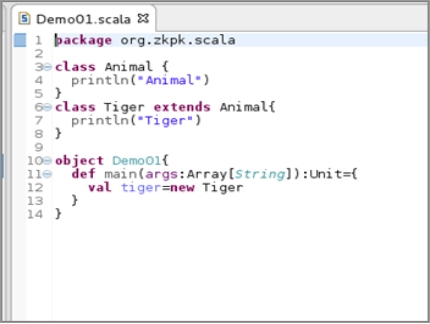 Demo01.scala
1 package org.zkpk.scala
2
3 class Animal {
4   println("Animal")
5 }
6 class Tiger extends Animal{
7   println("Tiger")
8 }
9
10 object Demo01{
11   def main(args:Array[String]):Unit={
12     val tiger=new Tiger
13   }
14 }